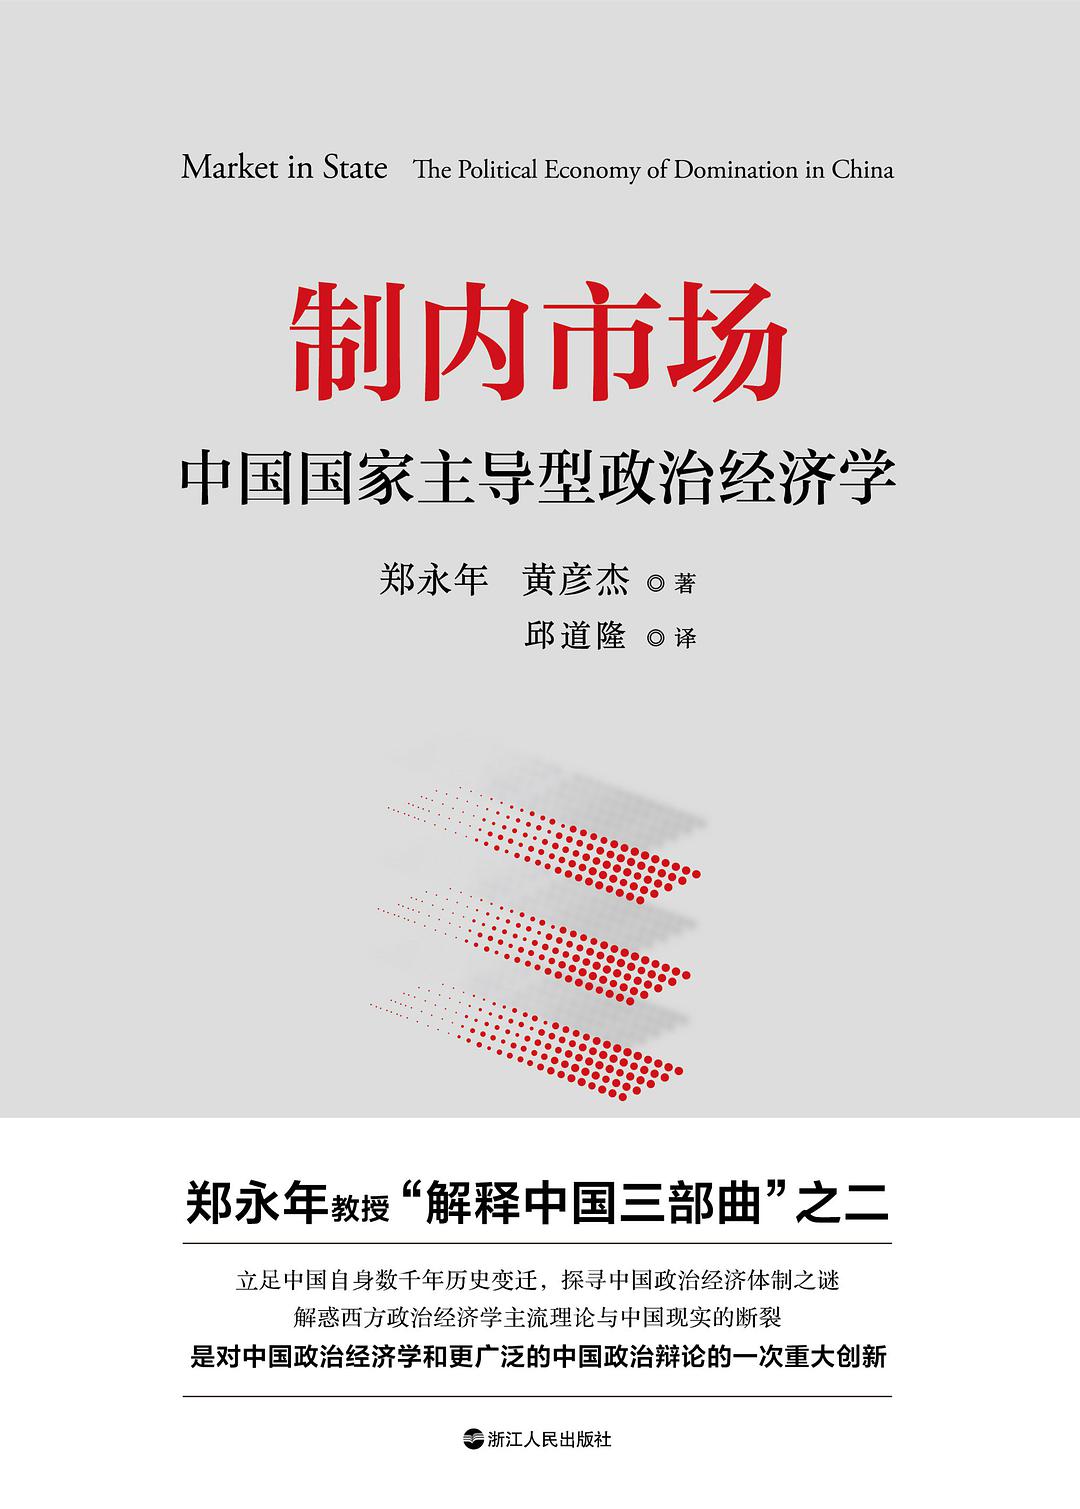 Market in State The Political Economy of Domination in China
制内市场
中国国家主导型政治经济学
郑永年 黄彦杰 ◎ 著
邱道隆 ◎ 译
郑永年教授“解释中国三部曲”之二
立足中国自身数千年历史变迁，探寻中国政治经济体制之谜
解惑西方政治经济学主流理论与中国现实的断裂
是对中国政治经济学和更广泛的中国政治辩论的一次重大创新
浙江人民出版社